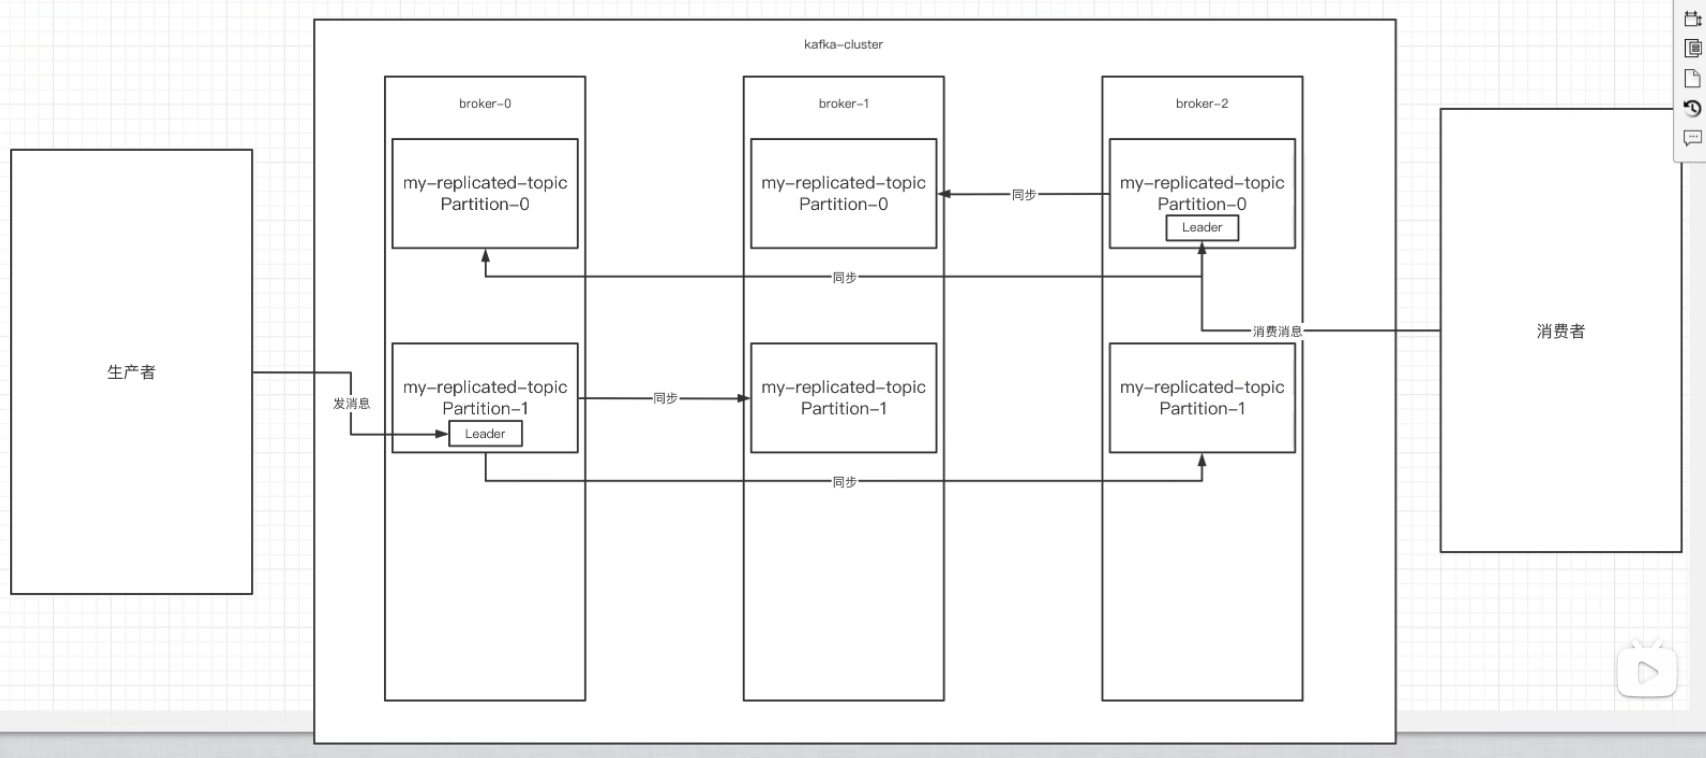 kafka-cluster
broker-0
broker-1
broker-2
my-replicated-topic
Partition-0
my-replicated-topic
Partition-0
同步
my-replicated-topic
Partition-0
Leader
同步
消费消息
消费者
生产者
发消息
my-replicated-topic
Partition-1
Leader
同步
my-replicated-topic
Partition-1
my-replicated-topic
Partition-1
同步